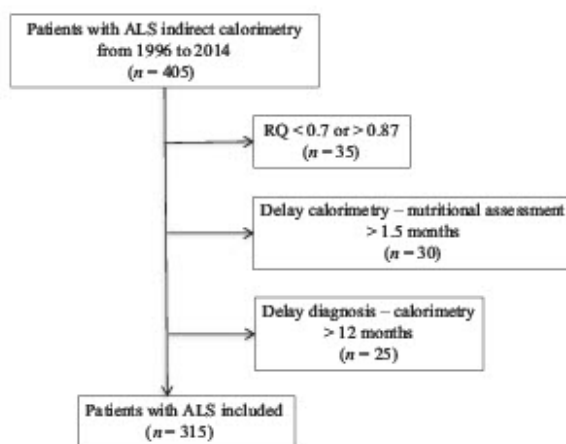 Patients with ALS indirect calorimetry
from 1996 to 2014
(n = 405)
RQ < 0.7 or > 0.87
(n = 35)
Delay calorimetry – nutritional assessment
> 1.5 months
(n = 30)
Delay diagnosis – calorimetry
> 12 months
(n = 25)
Patients with ALS included
(n = 315)